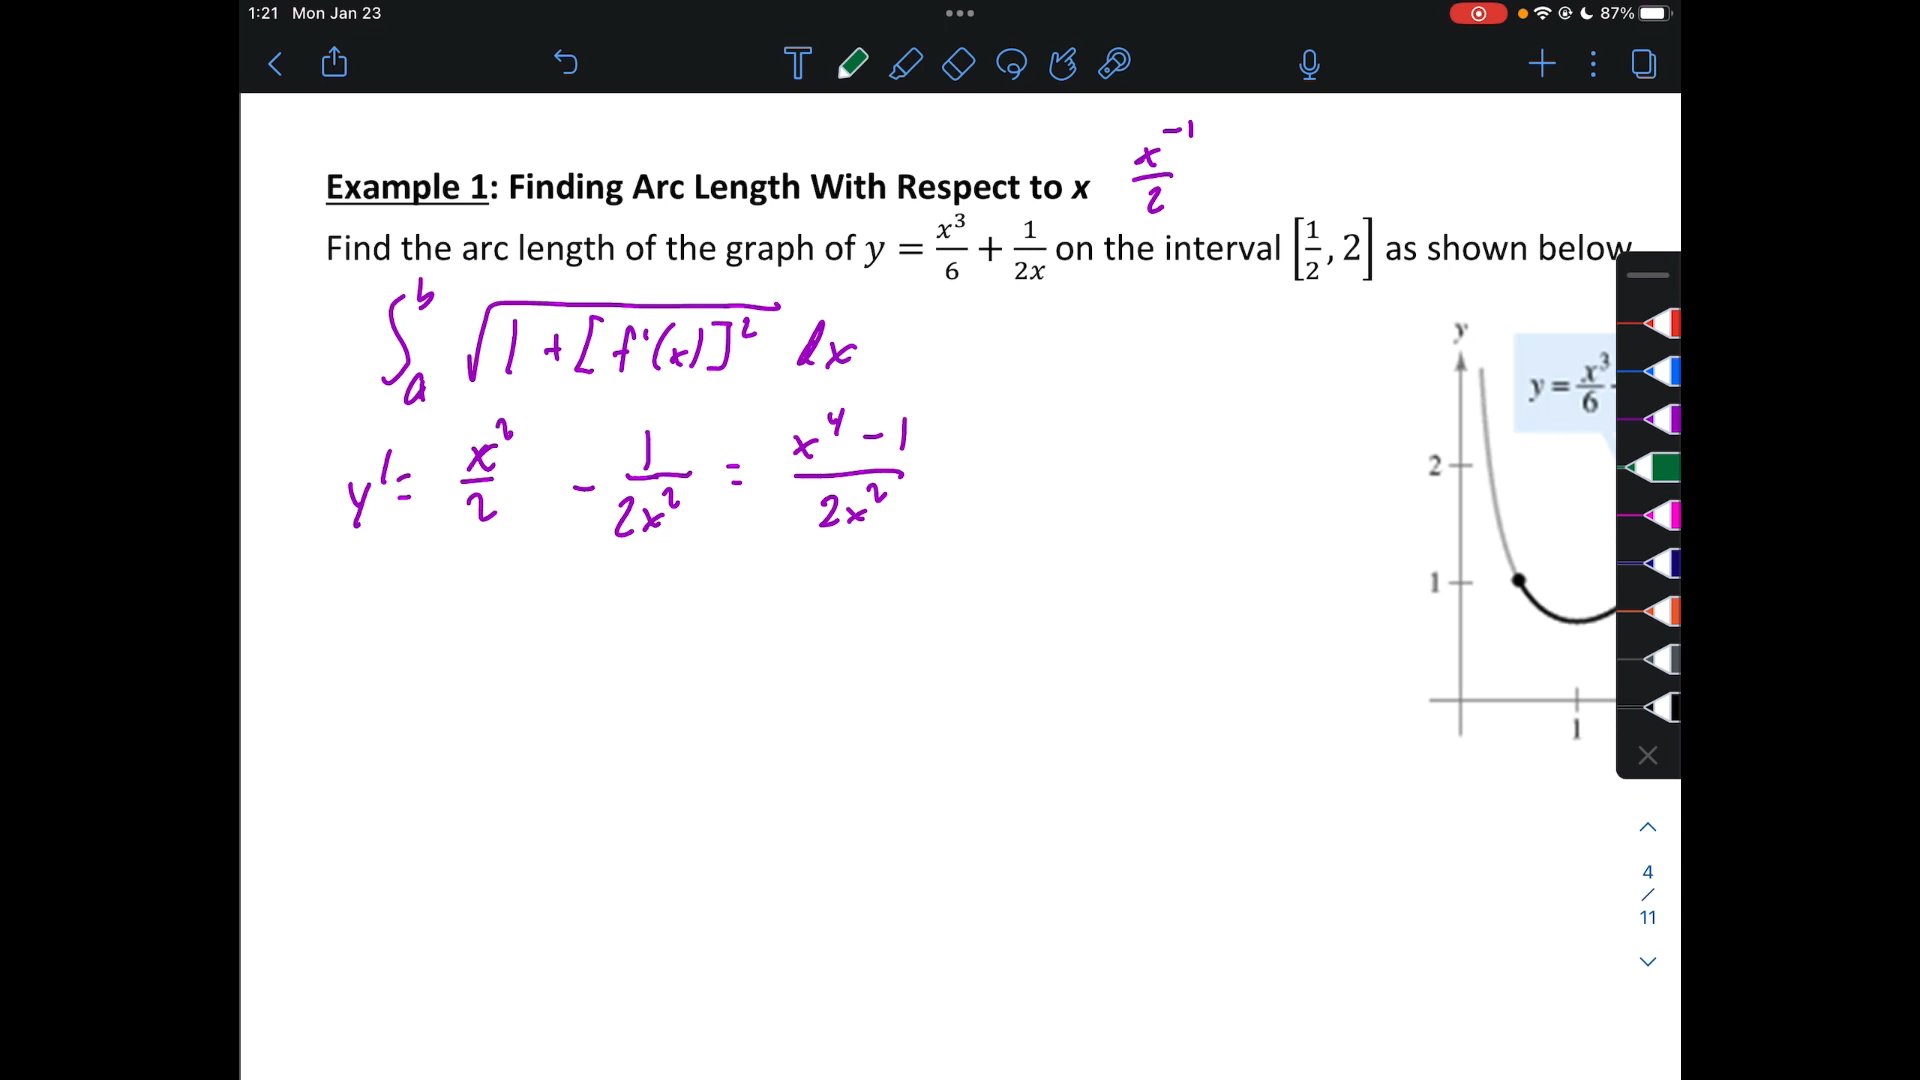 1:21 Mon Jan 23
87%
x^-1/2
Example 1: Finding Arc Length With Respect to x
Find the arc length of the graph of y = x³/6 + 1/2x on the interval [1/2, 2] as shown below
∫_a^b √(1 + [f'(x)]²) dx
y' = x²/2 - 1/2x² = x⁴ - 1/2x²
y
y = x³/6
2
1
1
4
/
11